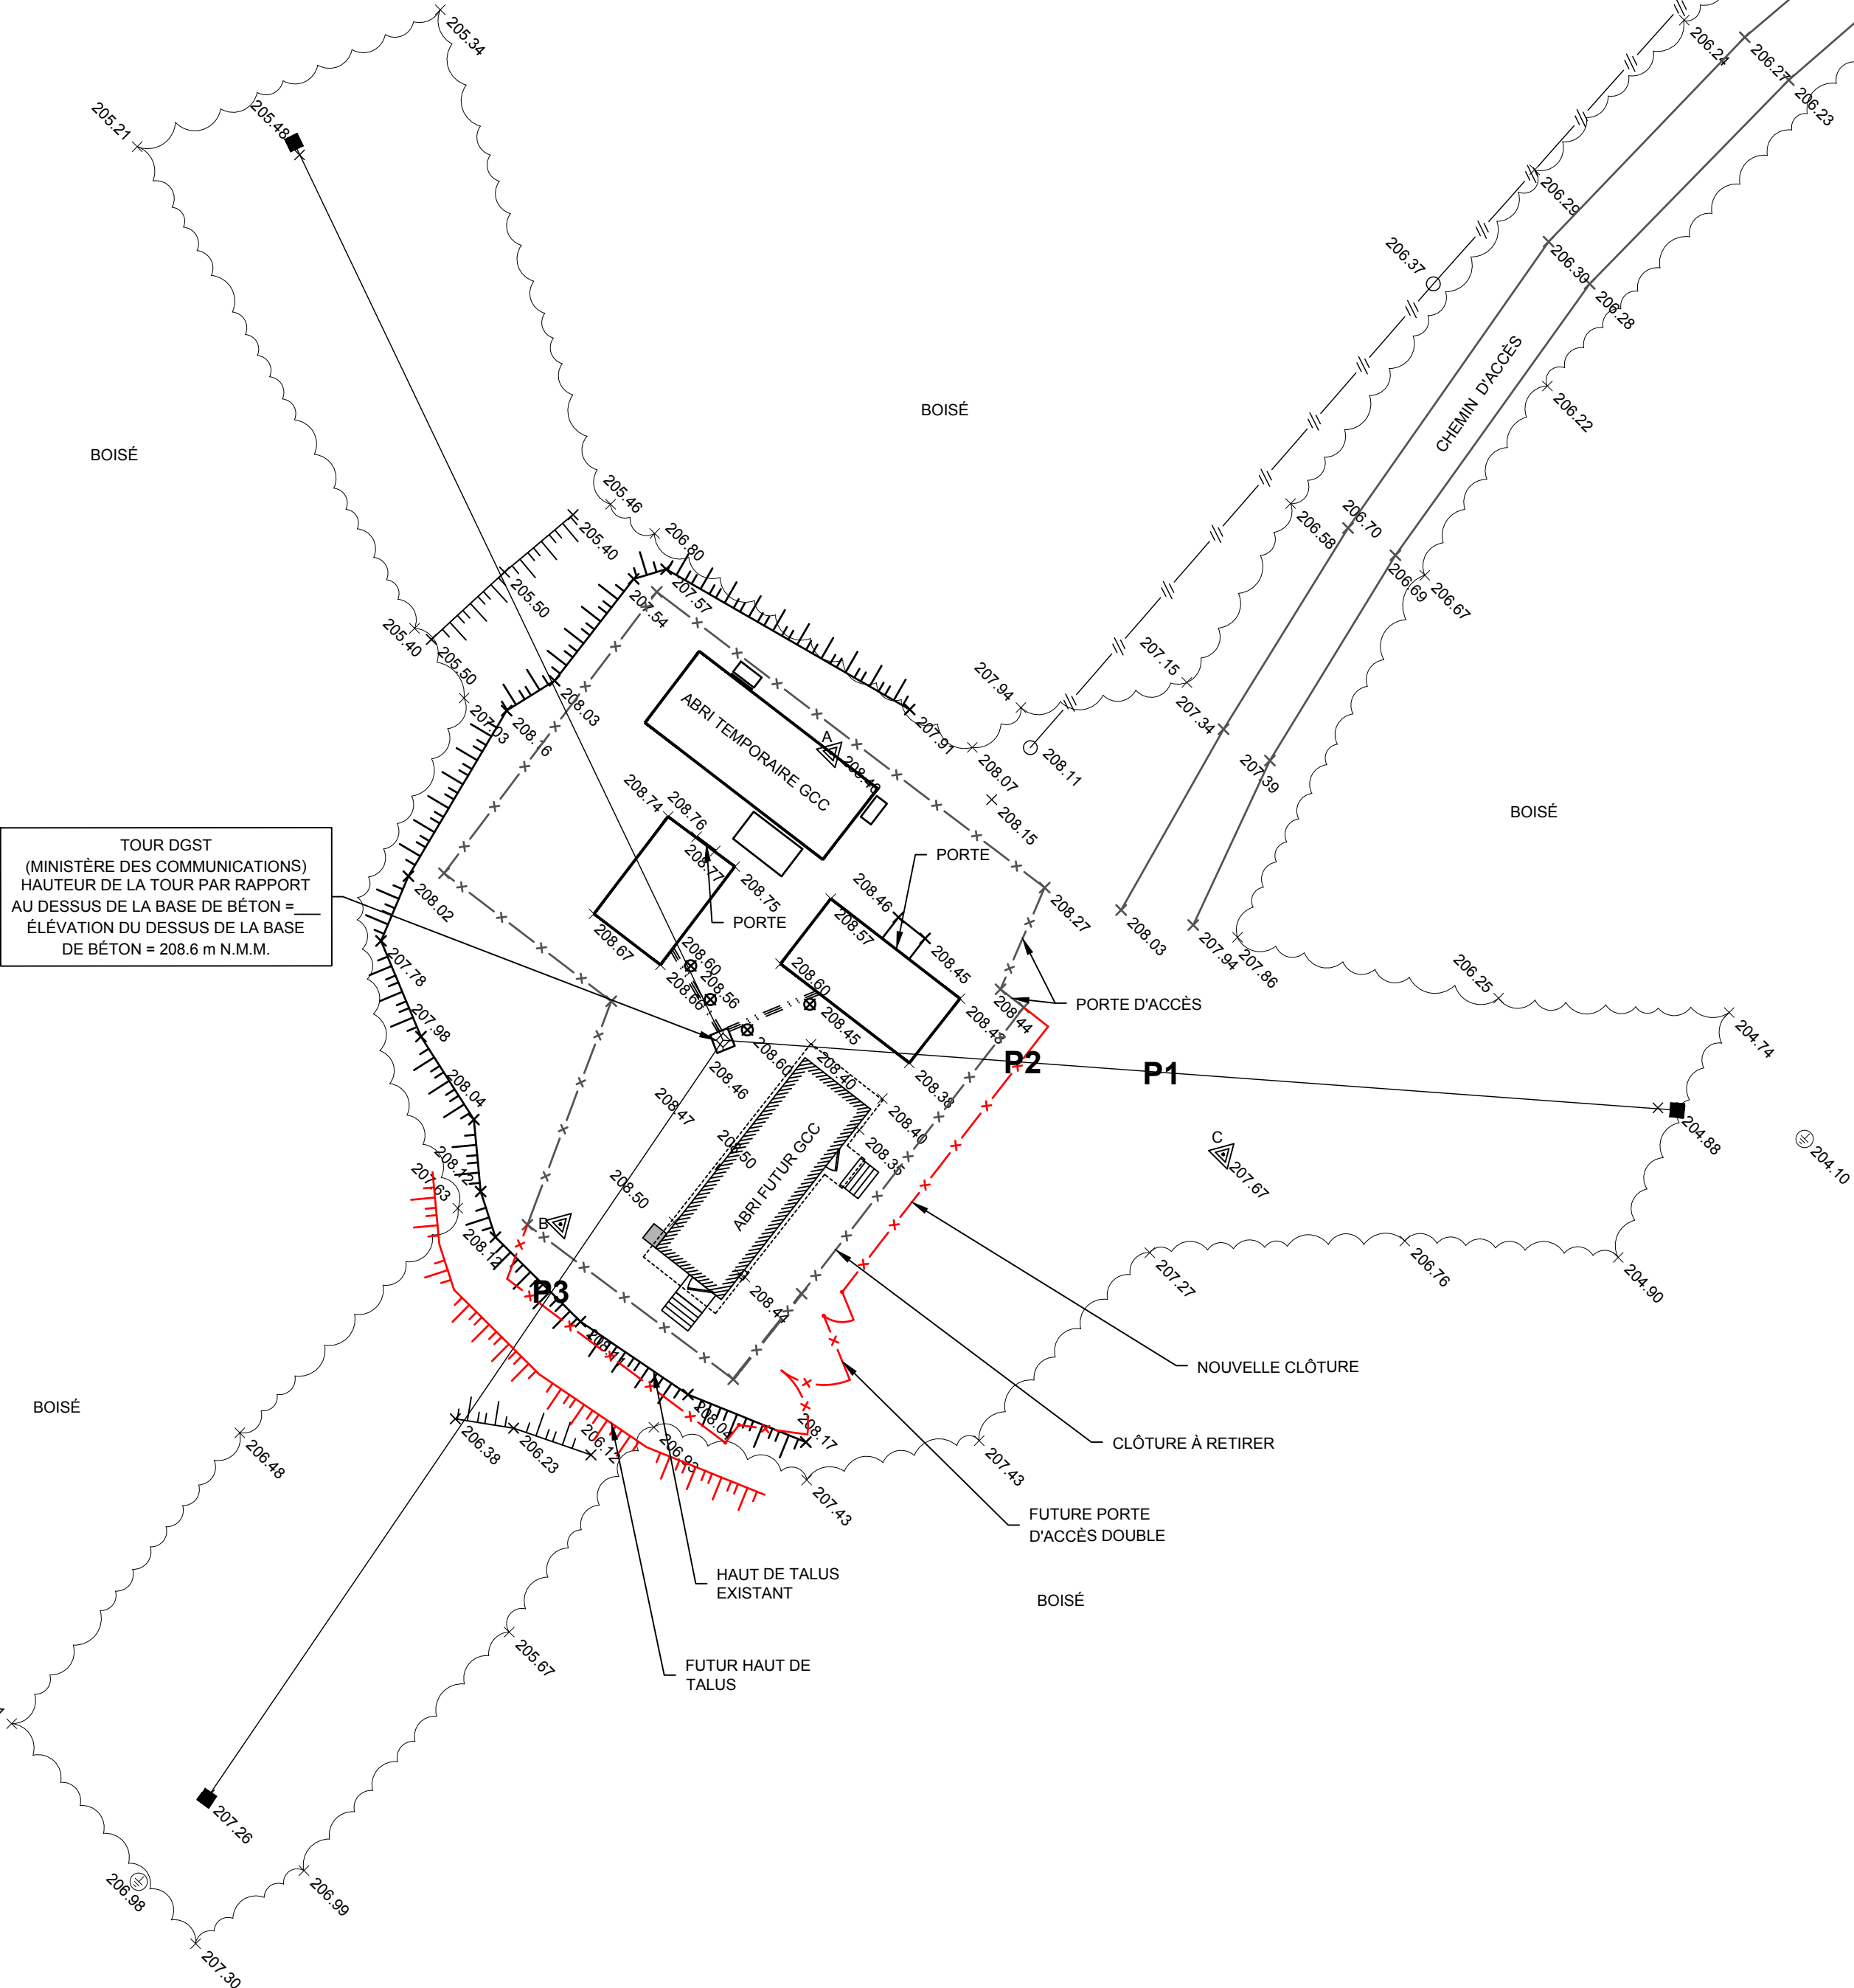 205.34
206.24
206.27
206.23
205.21
205.48
206.29
206.37
206.30
206.28
CHEMIN D'ACCÈS
206.22
BOISÉ
BOISÉ
205.46
206.80
205.40
206.58
206.70
206.69
206.67
205.50
207.57
207.54
205.40
205.50
207.03
208.03
208.16
207.15
207.94
207.34
207.39
208.11
208.07
207.91
208.15
ABRI TEMPORAIRE GCC
A
BOISÉ
208.74
208.76
208.77
208.75
PORTE
PORTE
208.46
208.57
208.45
208.27
208.03
207.94
207.86
206.25
204.74
TOUR DGST
(MINISTÈRE DES COMMUNICATIONS)
HAUTEUR DE LA TOUR PAR RAPPORT
AU DESSUS DE LA BASE DE BÉTON =___
ÉLÉVATION DU DESSUS DE LA BASE
DE BÉTON = 208.6 m N.M.M.
208.02
207.78
207.98
208.67
208.66
208.60
208.56
208.60
208.45
208.60
208.44
PORTE D'ACCÈS
P2
P1
208.46
208.47
208.40
208.38
208.40
208.35
208.04
208.50
208.12
207.63
208.12
ABRI FUTUR GCC
B
C
207.67
204.88
204.10
P3
208.44
207.27
206.76
204.90
NOUVELLE CLÔTURE
CLÔTURE À RETIRER
BOISÉ
208.04
208.17
206.38
206.23
206.12
206.93
207.43
207.43
206.48
FUTURE PORTE
D'ACCÈS DOUBLE
HAUT DE TALUS
EXISTANT
BOISÉ
FUTUR HAUT DE
TALUS
205.67
207.26
206.98
206.99
207.30